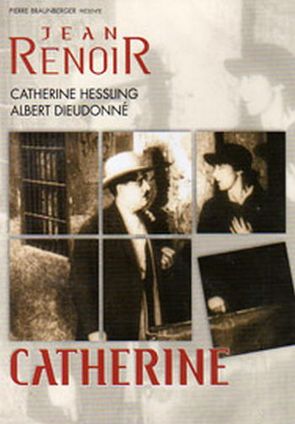 PIERRE BRAUNBERGER PRÉSENTE
JEAN
RENOIR
CATHERINE HESSLING
ALBERT DIEUDONNÉ
CATHERINE